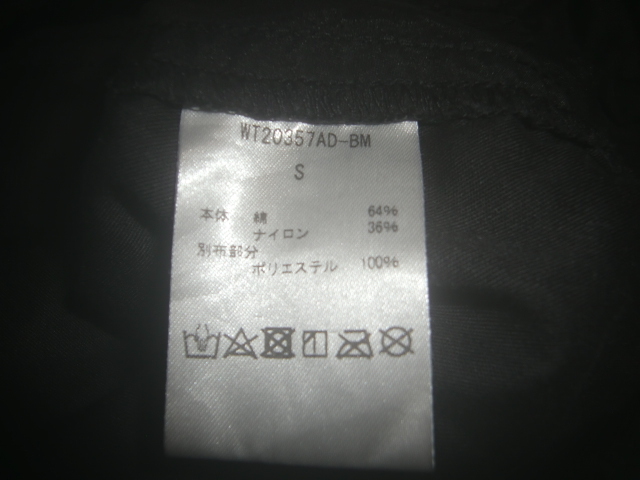 WT20357AD-BM
S
本体 綿 64%
ナイロン 36%
別布部分
ポリエステル 100%